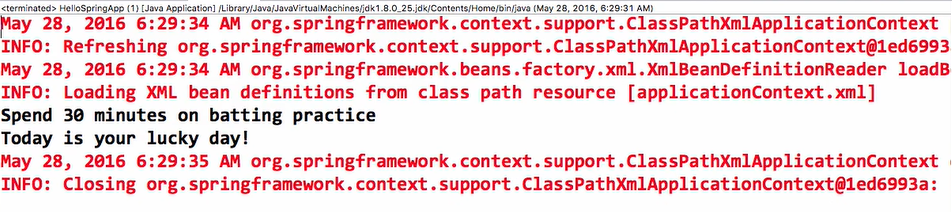 <terminated> HelloSpringApp (1) [Java Application] /Library/Java/JavaVirtualMachines/jdk1.8.0_25.jdk/Contents/Home/bin/java (May 28, 2016, 6:29:31 AM)
May 28, 2016 6:29:34 AM org.springframework.context.support.ClassPathXmlApplicationContext
INFO: Refreshing org.springframework.context.support.ClassPathXmlApplicationContext@1ed6993
May 28, 2016 6:29:34 AM org.springframework.beans.factory.xml.XmlBeanDefinitionReader loadB
INFO: Loading XML bean definitions from class path resource [applicationContext.xml]
Spend 30 minutes on batting practice
Today is your lucky day!
May 28, 2016 6:29:35 AM org.springframework.context.support.ClassPathXmlApplicationContext
INFO: Closing org.springframework.context.support.ClassPathXmlApplicationContext@1ed6993a: